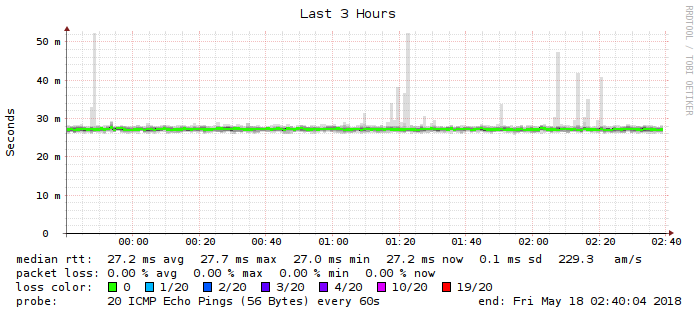 Last 3 Hours
RRDTOOL / TOBI OETIKER
Seconds
50 m
40 m
30 m
20 m
10 m
0
00:00 00:20 00:40 01:00 01:20 01:40 02:00 02:20 02:40
median rtt: 27.2 ms avg 27.7 ms max 27.0 ms min 27.2 ms now 0.1 ms sd 229.3 am/s
packet loss: 0.00 % avg 0.00 % max 0.00 % min 0.00 % now
loss color: 0 1/20 2/20 3/20 4/20 10/20 19/20
probe: 20 ICMP Echo Pings (56 Bytes) every 60s end: Fri May 18 02:40:04 2018